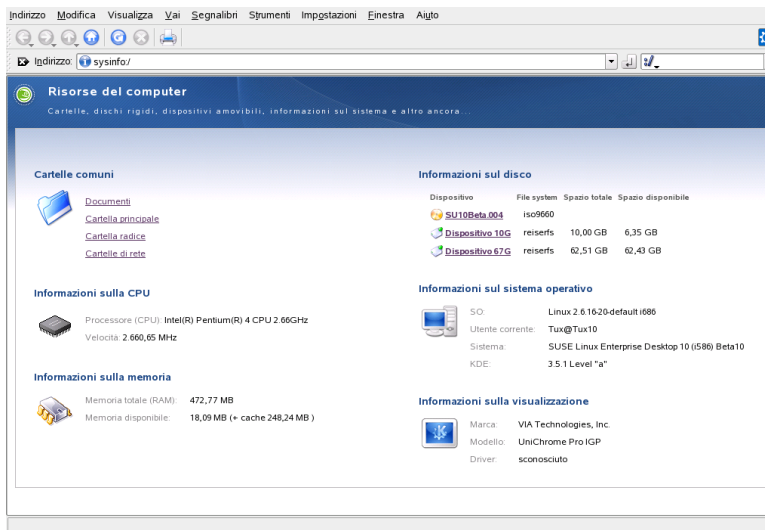 Indirizzo Modifica Visualizza Vai Segnalibri Strumenti Impostazioni Finestra Aiuto
Indirizzo: sysinfo:/
Risorse del computer
Cartelle, dischi rigidi, dispositivi amovibili, informazioni sul sistema e altro ancora...
Cartelle comuni
Documenti
Cartella principale
Cartella radice
Cartelle di rete
Informazioni sulla CPU
Processore (CPU): Intel(R) Pentium(R) 4 CPU 2.66GHz
Velocità: 2.660,65 MHz
Informazioni sulla memoria
Memoria totale (RAM): 472,77 MB
Memoria disponibile: 18,09 MB (+ cache 248,24 MB )
Informazioni sul disco
Dispositivo File system Spazio totale Spazio disponibile
SU10Beta.004 iso9660
Dispositivo 10G reiserfs 10,00 GB 6,35 GB
Dispositivo 67G reiserfs 62,51 GB 62,43 GB
Informazioni sul sistema operativo
SO: Linux 2.6.16-20-default i686
Utente corrente: Tux@Tux10
Sistema: SUSE Linux Enterprise Desktop 10 (i586) Beta10
KDE: 3.5.1 Level "a"
Informazioni sulla visualizzazione
Marca: VIA Technologies, Inc.
Modello: UniChrome Pro IGP
Driver: sconosciuto